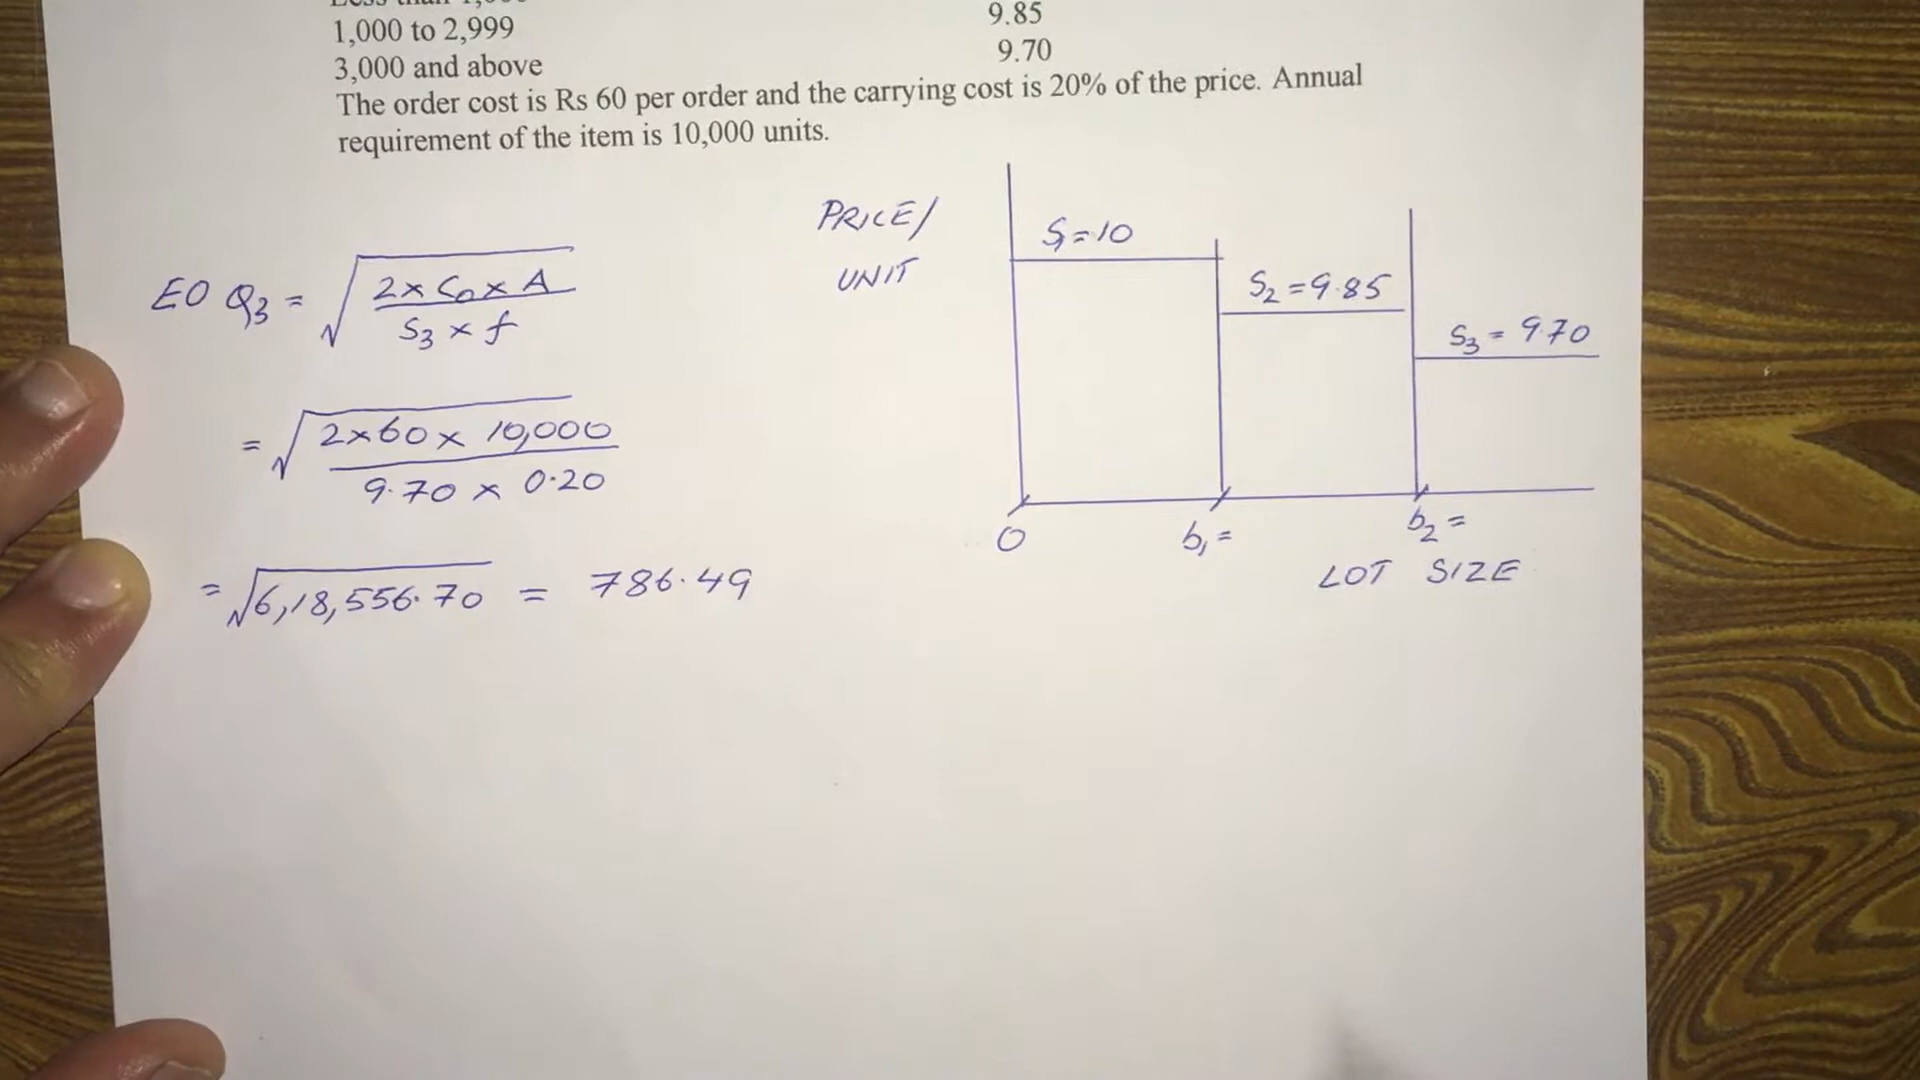 1,000 to 2,999 9.85
3,000 and above 9.70
The order cost is Rs 60 per order and the carrying cost is 20% of the price. Annual
requirement of the item is 10,000 units.
EOQ3 = √ 2 x Co x A
S3 x f
= √ 2x60 x 10,000
9.70 x 0.20
= √6,18,556.70 = 786.49
PRICE/
UNIT
S1=10
S2=9.85
S3 = 9.70
0 b1= b2=
LOT SIZE